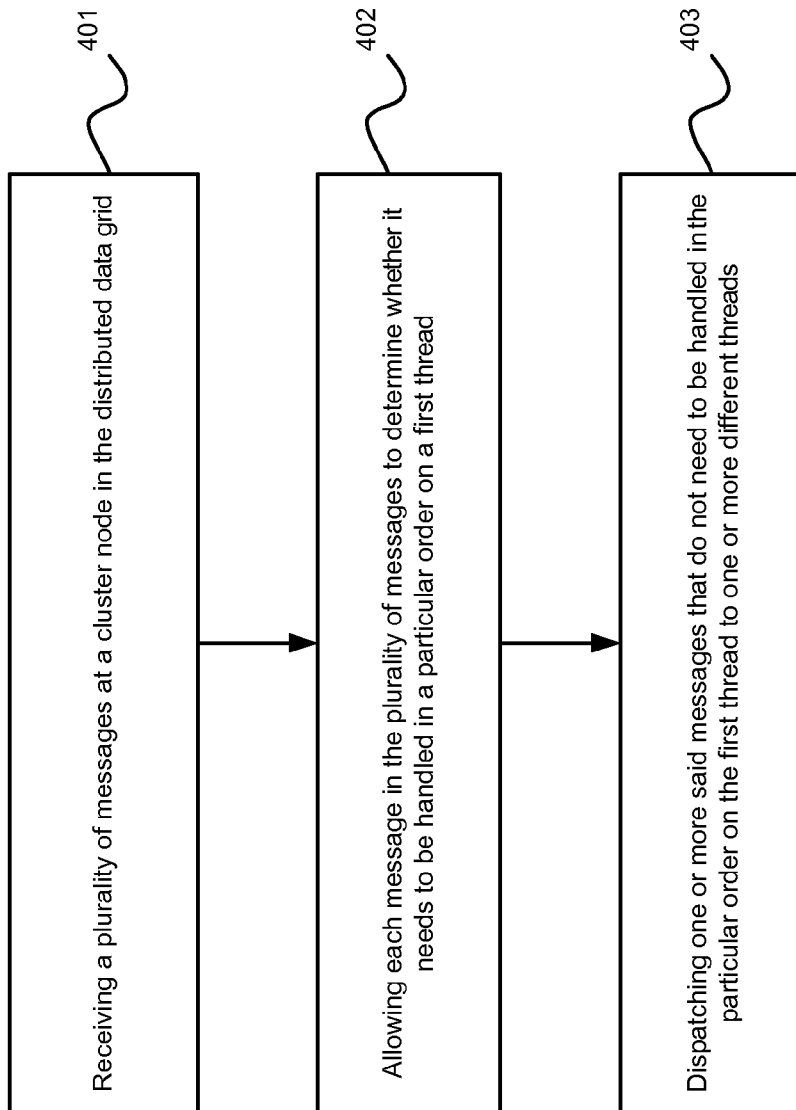 Receiving a plurality of messages at a cluster node in the distributed data grid
401
Allowing each message in the plurality of messages to determine whether it
needs to be handled in a particular order on a first thread
402
Dispatching one or more said messages that do not need to be handled in the
particular order on the first thread to one or more different threads
403